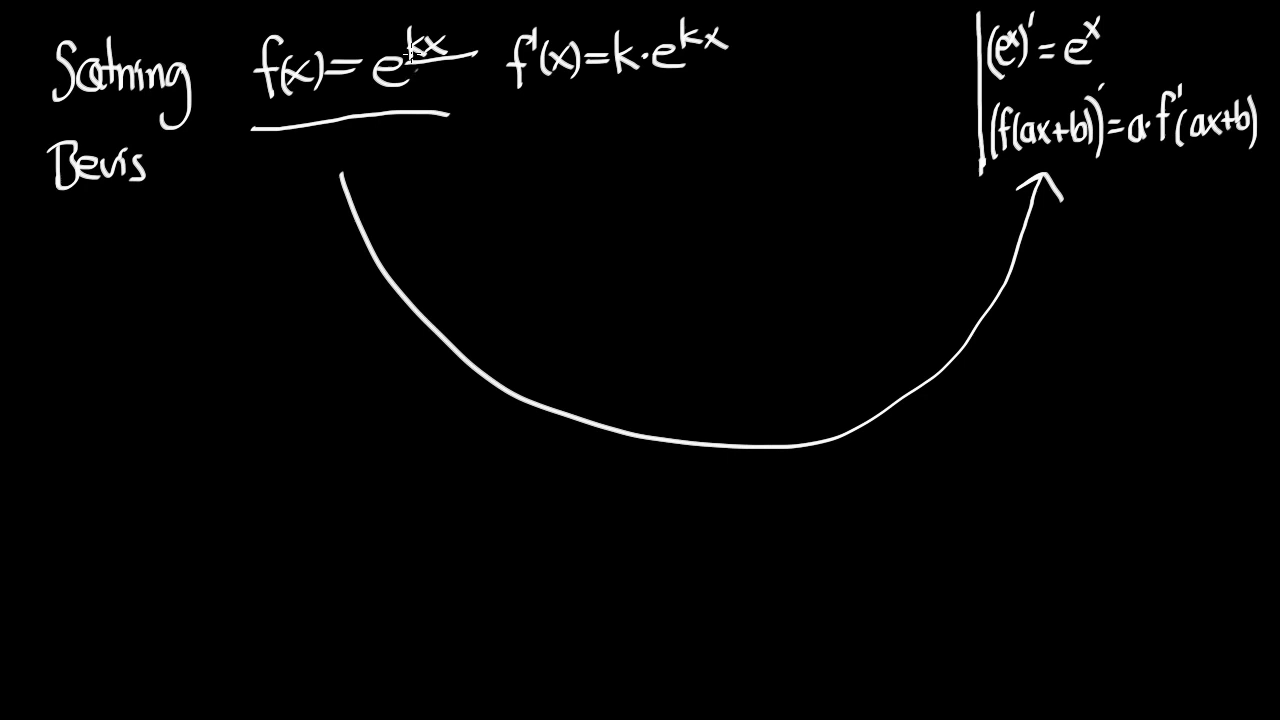 Sætning f(x) = e^{kx} f'(x) = k · e^{kx}
Bevis
(e^x)' = e^x
(f(ax+b))' = a · f'(ax+b)